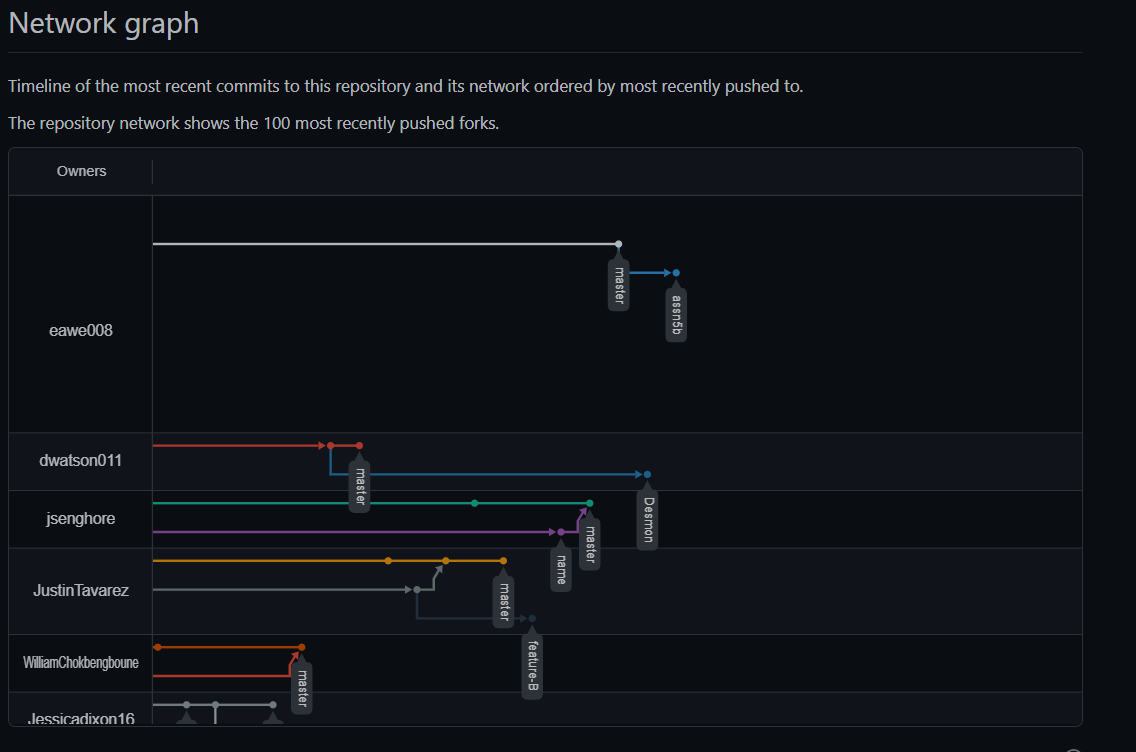 Network graph
Timeline of the most recent commits to this repository and its network ordered by most recently pushed to.
The repository network shows the 100 most recently pushed forks.
Owners
eawe008
master
assn5b
dwatson011
master
Desmon
jsenghore
master
name
JustinTavarez
master
feature-B
WilliamChokbengboune
master
Jessicadixon16